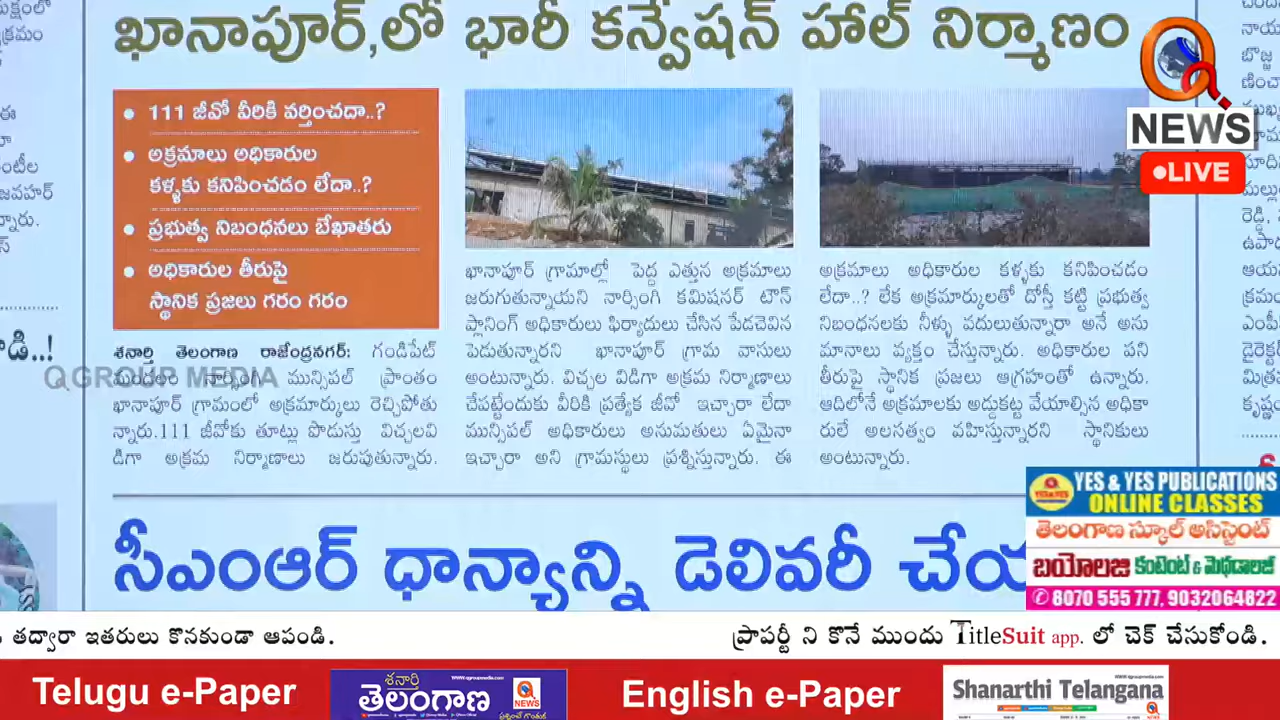 ఖానాపూర్,లో భారీ కన్వేషన్ హాల్ నిర్మాణం
111 జీవో వీరికి వర్తించదా..?
అక్రమాలు అధికారుల
కళ్ళకు కనిపించడం లేదా..?
ప్రభుత్వ నిబంధనలు బేఖాతరు
అధికారుల తీరుపై
స్థానిక ప్రజలు గరం గరం
శనార్తి తెలంగాణ రాజేంద్రనగర్: గండిపేట్
మండలం నార్సింగి మున్సిపల్ ప్రాంతం
ఖానాపూర్ గ్రామంలో అక్రమార్కులు రెచ్చిపోతు
న్నారు.111 జీవోకు తూట్లు పొడుస్తు విచ్చలవి
డిగా అక్రమ నిర్మాణాలు జరుపుతున్నారు.
ఖానాపూర్ గ్రామాల్లో పెద్ద ఎత్తున అక్రమాలు
జరుగుతున్నాయని నార్సింగి కమిషనర్ టౌన్
ప్లానింగ్ అధికారులు ఫిర్యాదులు చేసిన పేడచెవిన
పెడుతున్నారని ఖానాపూర్ గ్రామ వాసులు
అంటున్నారు. విచ్చల విడిగా అక్రమ నిర్మాణాలు
చేపట్టేందుకు వీరికి ప్రత్యేక జీవో ఇచ్చారా లేదా
మున్సిపల్ అధికారులు అనుమతులు ఏమైనా
ఇచ్చారా అని గ్రామస్థులు ప్రశ్నిస్తున్నారు. ఈ
అక్రమాలు అధికారుల కళ్ళకు కనిపించడం
లేదా..? లేక అక్రమార్కులతో దోస్తీ కట్టి ప్రభుత్వ
నిబంధనలకు నీళ్ళు వదులుతున్నారా అనే అను
మానాలు వ్యక్తం చేస్తున్నారు. అధికారుల పని
తీరుపై స్థానిక ప్రజలు ఆగ్రహంతో ఉన్నారు.
ఆదిలోనే అక్రమాలకు అడ్డుకట్ట వేయాల్సిన అధికా
రులే అలసత్వం వహిస్తున్నారని స్థానికులు
అంటున్నారు.
Q GROUP MEDIA
సీఎంఆర్ ధాన్యాన్ని డెలివరీ చేయ
NEWS
LIVE
YES & YES PUBLICATIONS
ONLINE CLASSES
తెలంగాణ స్కూల్ అసిస్టెంట్
బయోలజి కంటెంట్ & మెథడాలజీ
8070 555 777, 9032064822
తద్వారా ఇతరులు కొనకుండా ఆపండి.
ప్రాపర్టీ ని కొనే ముందు TitleSuit app. లో చెక్ చేసుకోండి.
Telugu e-Paper
శనార్తి
తెలంగాణ
NEWS
English e-Paper
Shanarthi Telangana